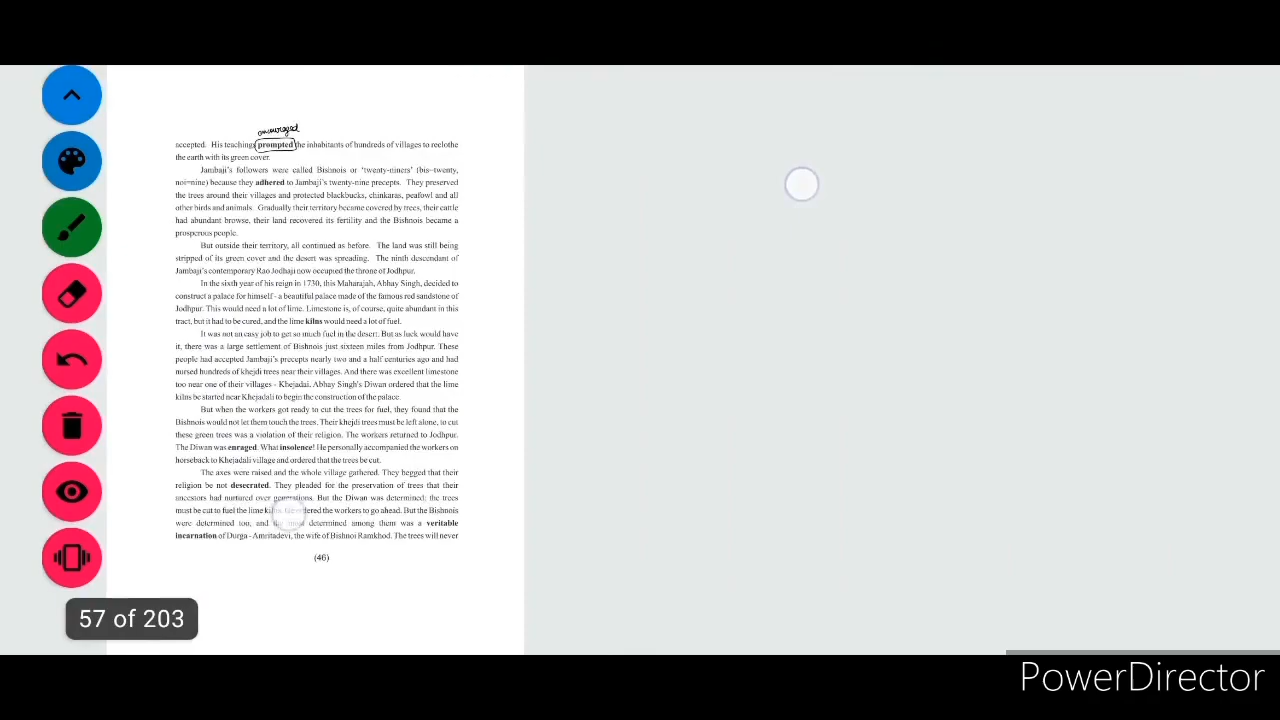 encouraged
accepted. His teachings prompted the inhabitants of hundreds of villages to reclothe
the earth with its green cover.
Jambaji's followers were called Bishnois or 'twenty-niners' (bis=twenty,
noi=nine) because they adhered to Jambaji's twenty-nine precepts. They preserved
the trees around their villages and protected blackbucks, chinkaras, peafowl and all
other birds and animals. Gradually their territory became covered by trees, their cattle
had abundant browse, their land recovered its fertility and the Bishnois became a
prosperous people.
But outside their territory, all continued as before. The land was still being
stripped of its green cover and the desert was spreading. The ninth descendant of
Jambaji's contemporary Rao Jodhaji now occupied the throne of Jodhpur.
In the sixth year of his reign in 1730, this Maharajah, Abhay Singh, decided to
construct a palace for himself - a beautiful palace made of the famous red sandstone of
Jodhpur. This would need a lot of lime. Limestone is, of course, quite abundant in this
tract, but it had to be cured, and the lime kilns would need a lot of fuel.
It was not an easy job to get so much fuel in the desert. But as luck would have
it, there was a large settlement of Bishnois just sixteen miles from Jodhpur. These
people had accepted Jambaji's precepts nearly two and a half centuries ago and had
nursed hundreds of khejdi trees near their villages. And there was excellent limestone
too near one of their villages - Khejadai, Abhay Singh's Diwan ordered that the lime
kilns be started near Khejadali to begin the construction of the palace.
But when the workers got ready to cut the trees for fuel, they found that the
Bishnois would not let them touch the trees. Their khejdi trees must be left alone, to cut
these green trees was a violation of their religion. The workers returned to Jodhpur.
The Diwan was enraged. What insolence! He personally accompanied the workers on
horseback to Khejadali village and ordered that the trees be cut.
The axes were raised and the whole village gathered. They begged that their
religion be not desecrated. They pleaded for the preservation of trees that their
ancestors had nurtured over generations. But the Diwan was determined: the trees
must be cut to fuel the lime kilns. He ordered the workers to go ahead. But the Bishnois
were determined too, and the most determined among them was a veritable
incarnation of Durga - Amritadevi, the wife of Bishnoi Ramkhod. The trees will never
(46)
57 of 203
PowerDirector